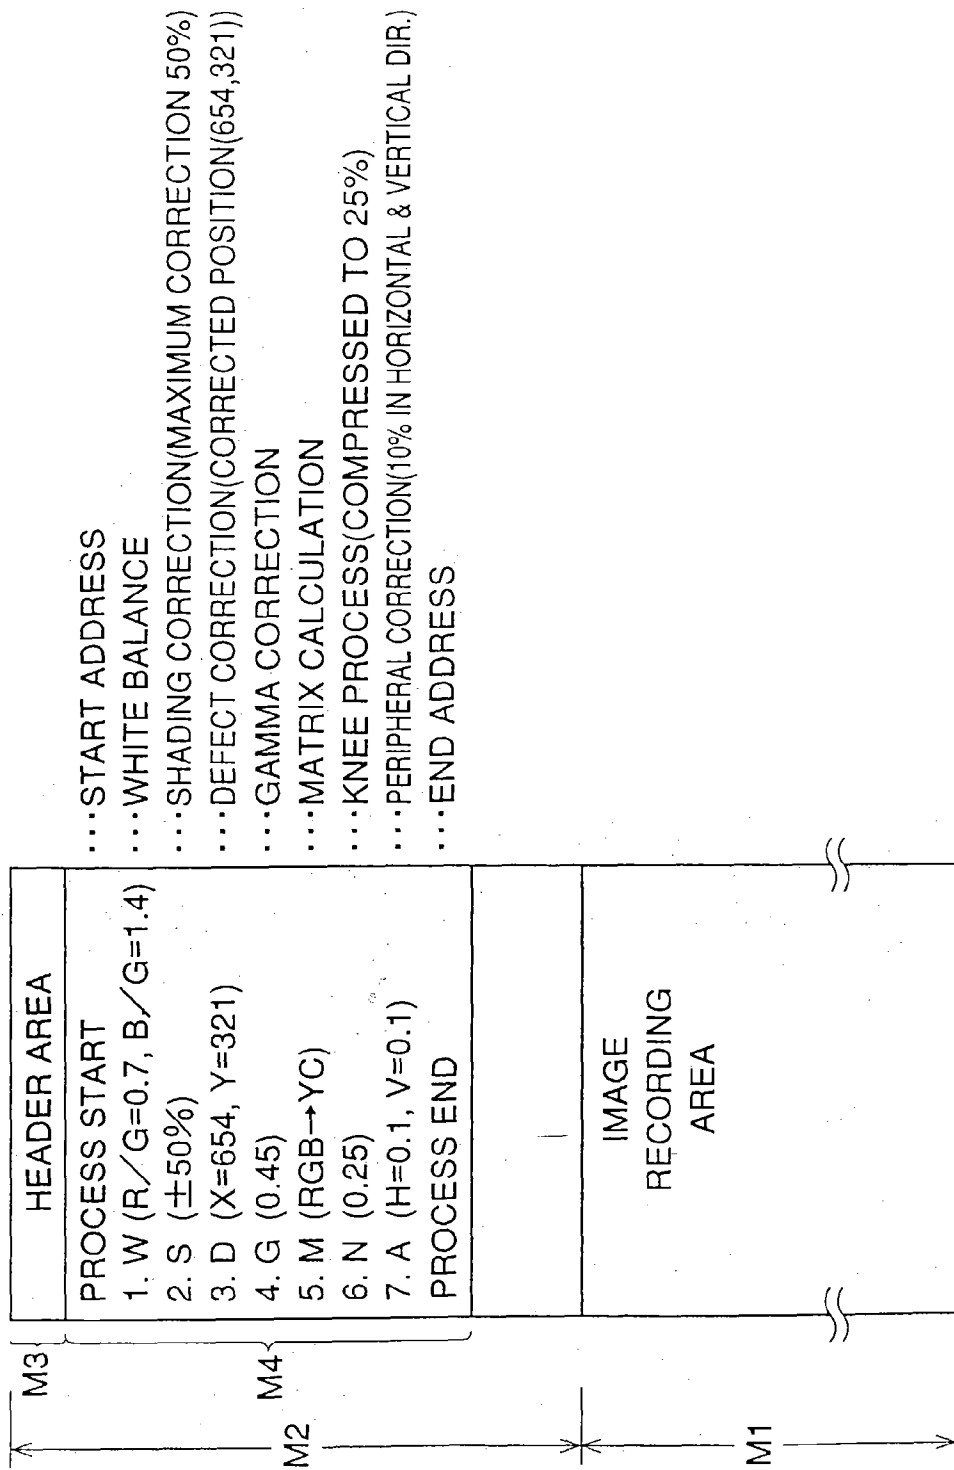 HEADER AREA
M3
PROCESS START ···START ADDRESS
1. W (R/G=0.7, B/G=1.4) ···WHITE BALANCE
2. S (±50%) ···SHADING CORRECTION(MAXIMUM CORRECTION 50%)
3. D (X=654, Y=321) ···DEFECT CORRECTION(CORRECTED POSITION(654,321))
4. G (0.45) ···GAMMA CORRECTION
5. M (RGB→YC) ···MATRIX CALCULATION
6. N (0.25) ···KNEE PROCESS(COMPRESSED TO 25%)
7. A (H=0.1, V=0.1) ···PERIPHERAL CORRECTION(10% IN HORIZONTAL & VERTICAL DIR.)
PROCESS END ···END ADDRESS
M4
M2
IMAGE
RECORDING
AREA
M1